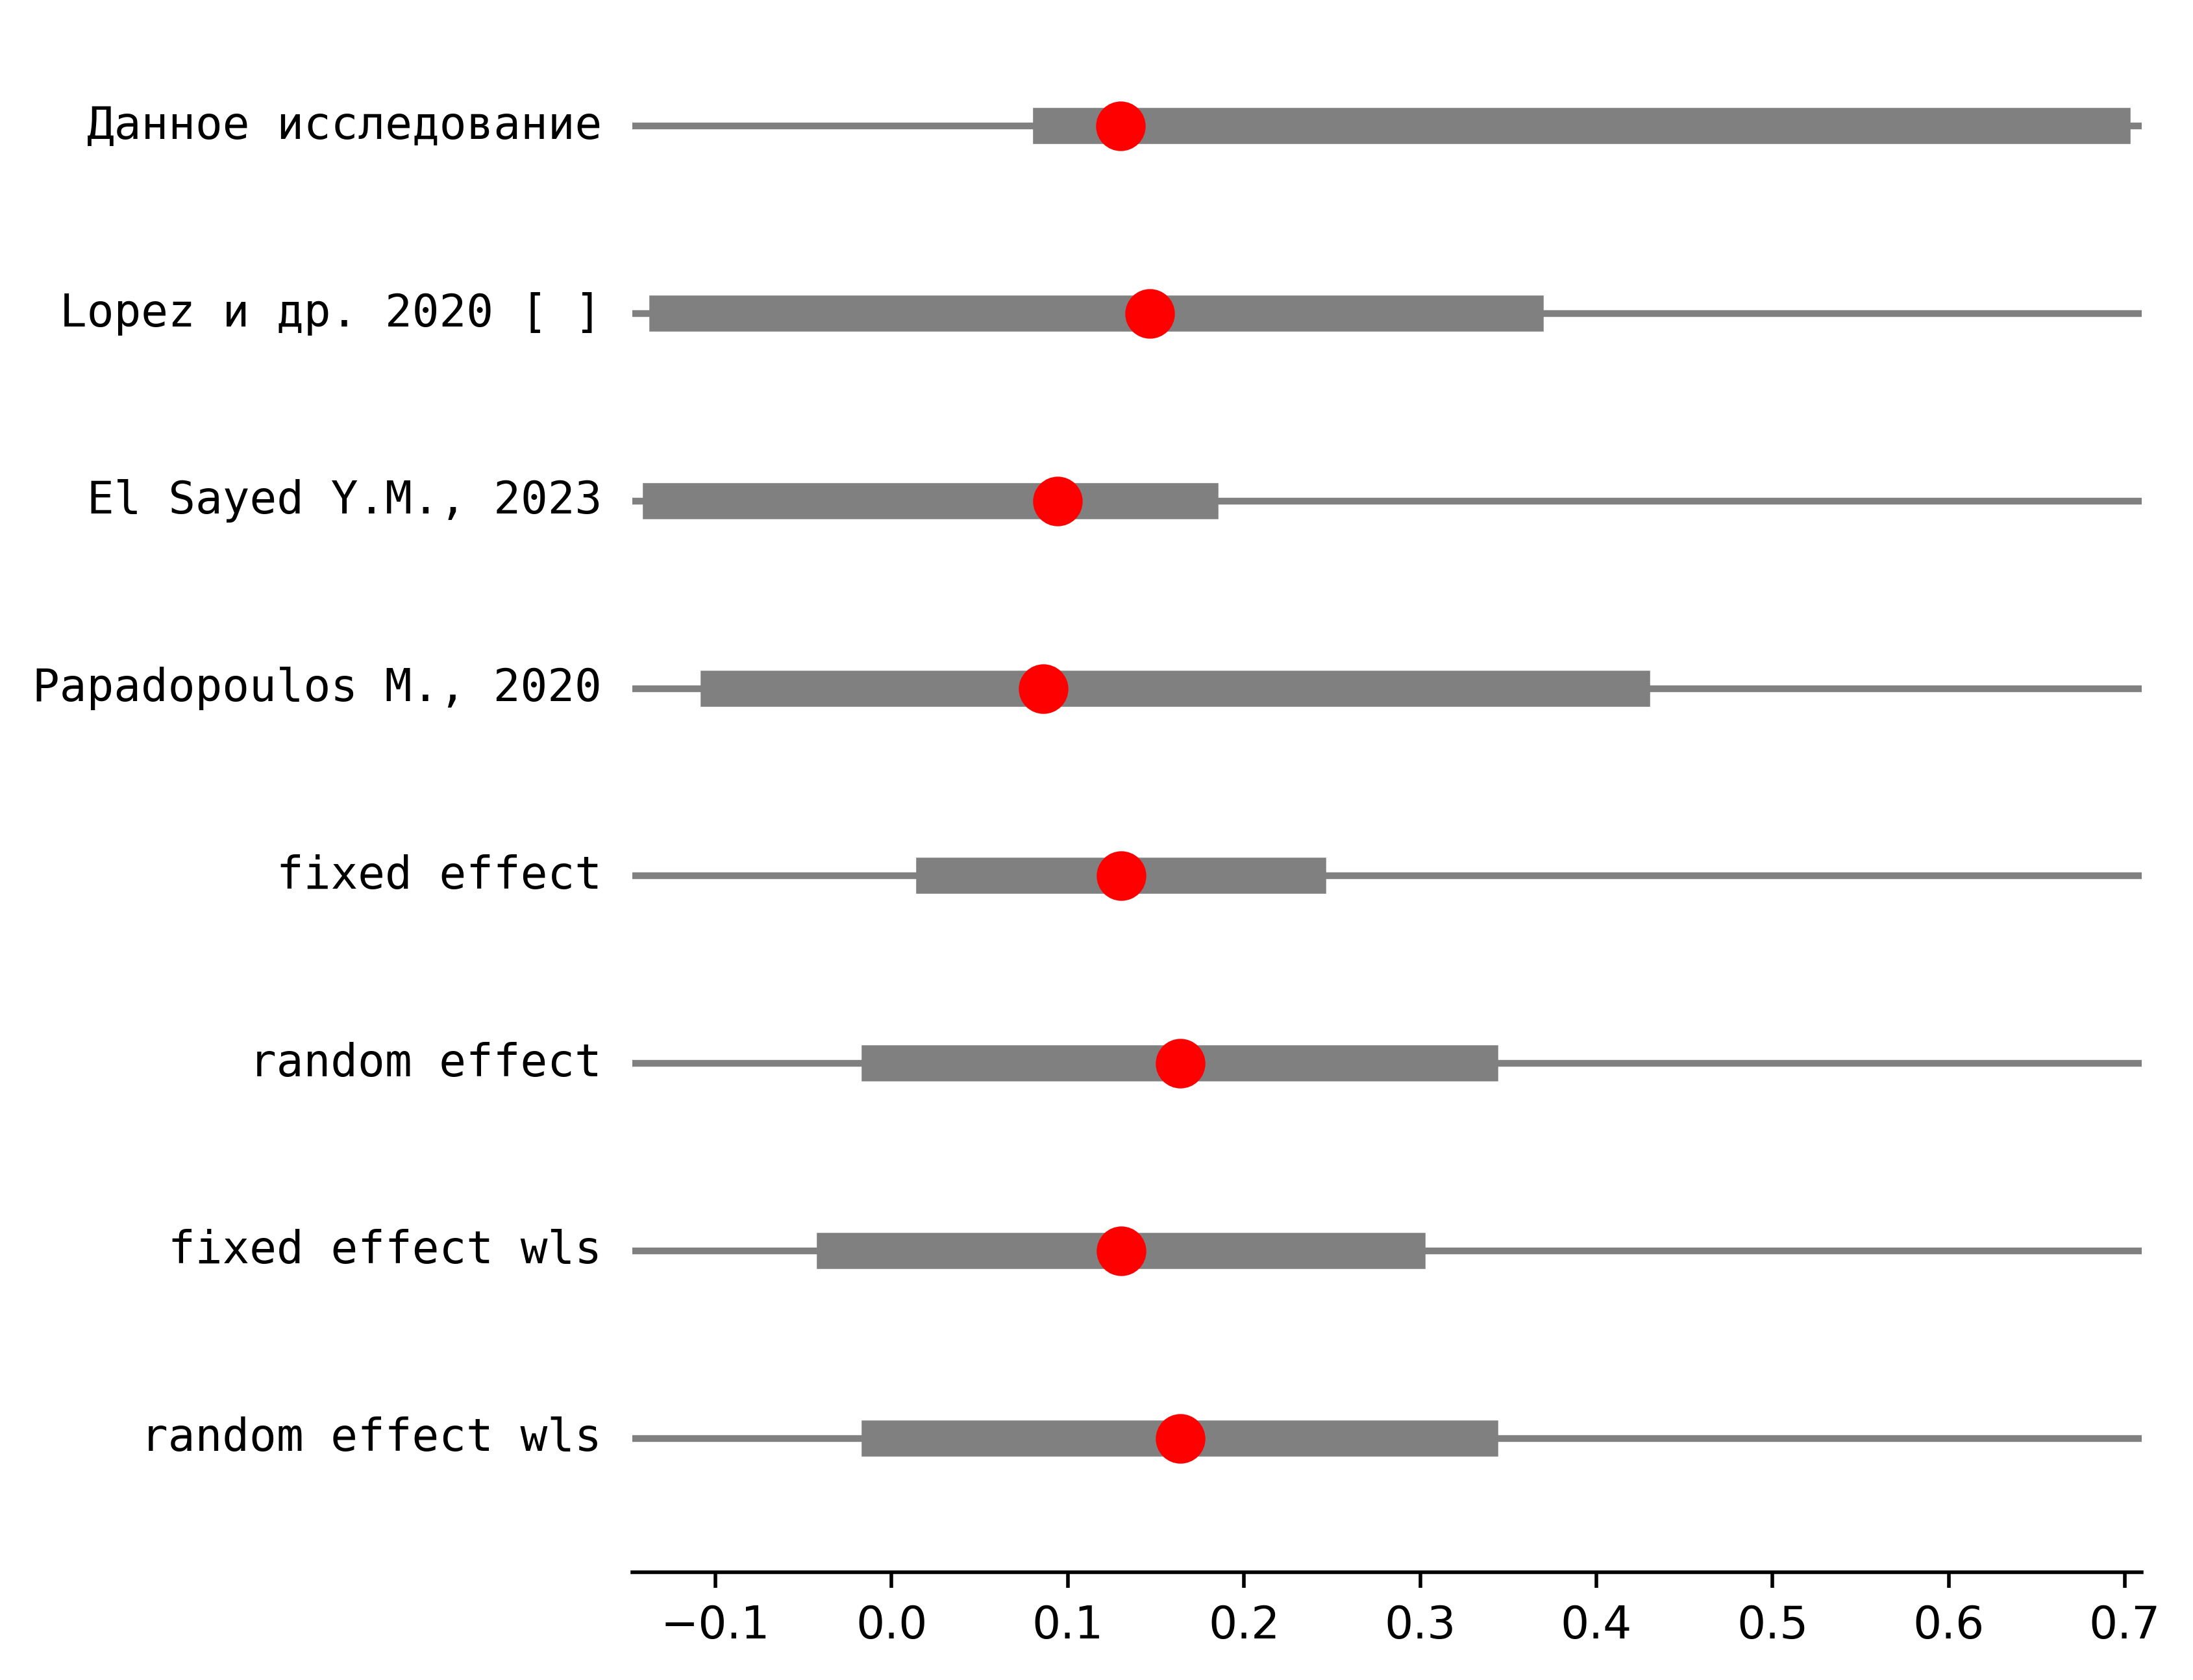 Данное исследование
Lopez и др. 2020 [ ]
El Sayed Y.M., 2023
Papadopoulos M., 2020
fixed effect
random effect
fixed effect wls
random effect wls
−0.1 0.0 0.1 0.2 0.3 0.4 0.5 0.6 0.7